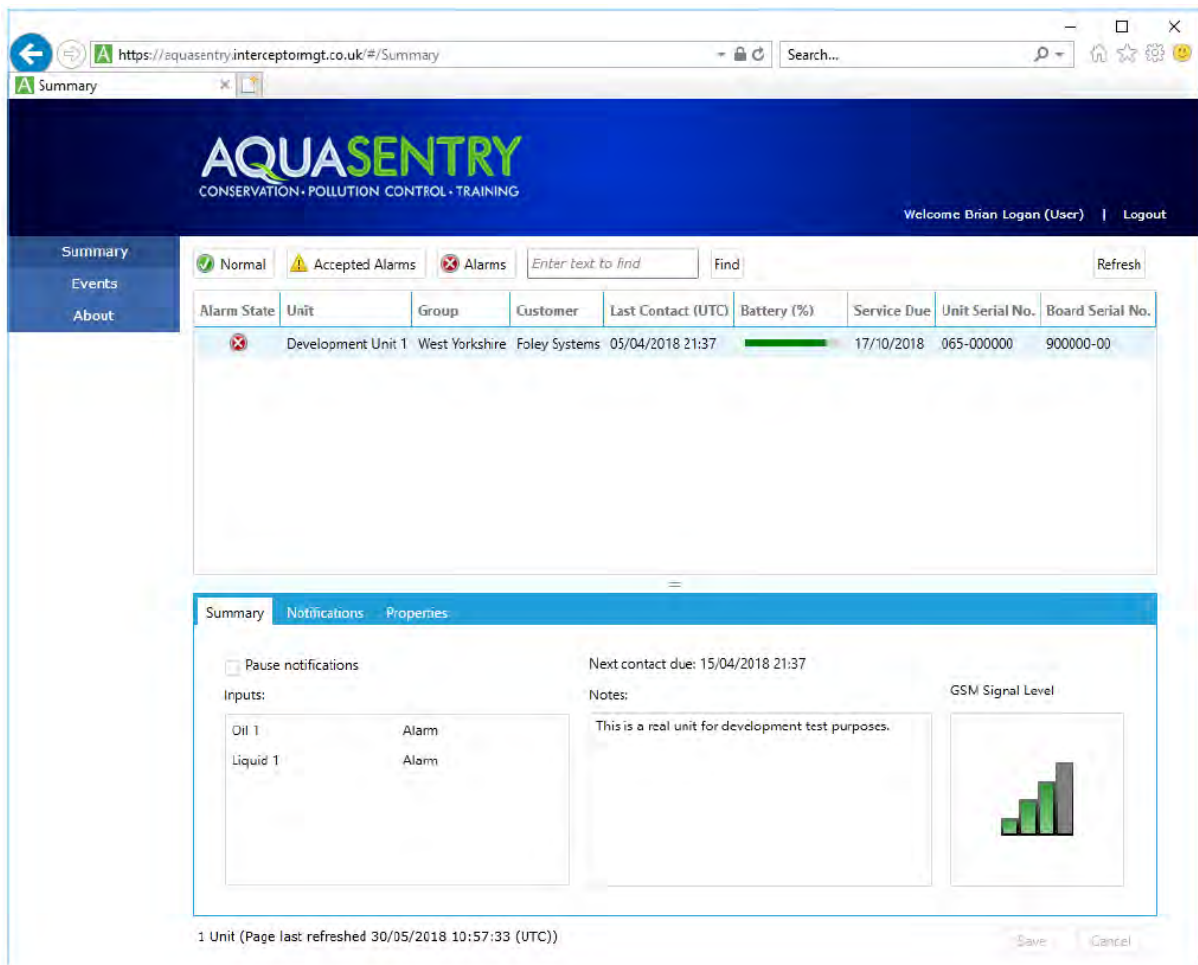 https://aquasentry.interceptormgt.co.uk/#/Summary
Search...
Summary
AQUASENTRY
CONSERVATION • POLLUTION CONTROL • TRAINING
Welcome Brian Logan (User) | Logout
Summary
Events
About
Normal Accepted Alarms Alarms Enter text to find Find Refresh
Alarm State Unit Group Customer Last Contact (UTC) Battery (%) Service Due Unit Serial No. Board Serial No.
Development Unit 1 West Yorkshire Foley Systems 05/04/2018 21:37 17/10/2018 065-000000 900000-00
Summary Notifications Properties
Pause notifications
Next contact due: 15/04/2018 21:37
Inputs:
Notes:
GSM Signal Level
Oil 1 Alarm
Liquid 1 Alarm
This is a real unit for development test purposes.
1 Unit (Page last refreshed 30/05/2018 10:57:33 (UTC))
Save Cancel